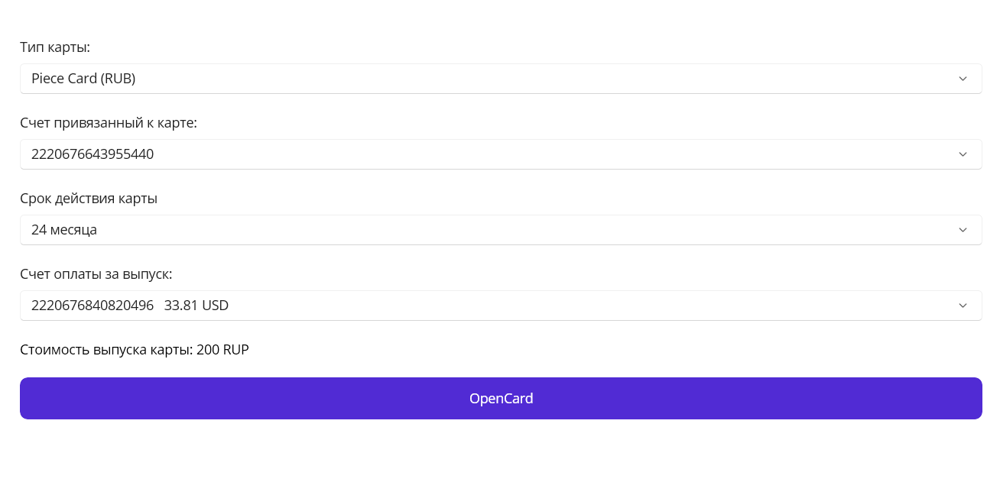 Тип карты:
Piece Card (RUB)
Счет привязанный к карте:
2220676643955440
Срок действия карты
24 месяца
Счет оплаты за выпуск:
2220676840820496 33.81 USD
Стоимость выпуска карты: 200 RUP
OpenCard